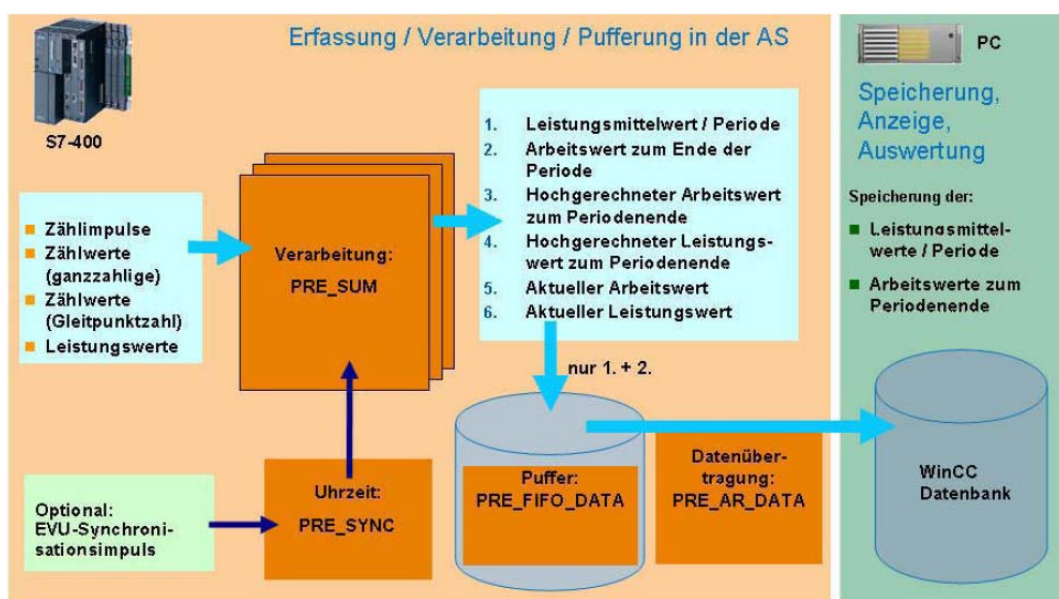 Erfassung / Verarbeitung / Pufferung in der AS
S7-400
Zählimpulse
Zählwerte
(ganzzahlige)
Zählwerte
(Gleitpunktzahl)
Leistungswerte
Verarbeitung:
PRE_SUM
1. Leistungsmittelwert / Periode
2. Arbeitswert zum Ende der
Periode
3. Hochgerechneter Arbeitswert
zum Periodenende
4. Hochgerechneter Leistungs-
wert zum Periodenende
5. Aktueller Arbeitswert
6. Aktueller Leistungswert
nur 1. + 2.
Optional:
EVU-Synchroni-
sationsimpuls
Uhrzeit:
PRE_SYNC
Puffer:
PRE_FIFO_DATA
Datenüber-
tragung:
PRE_AR_DATA
PC
Speicherung,
Anzeige,
Auswertung
Speicherung der:
Leistungsmittel-
werte / Periode
Arbeitswerte zum
Periodenende
WinCC
Datenbank